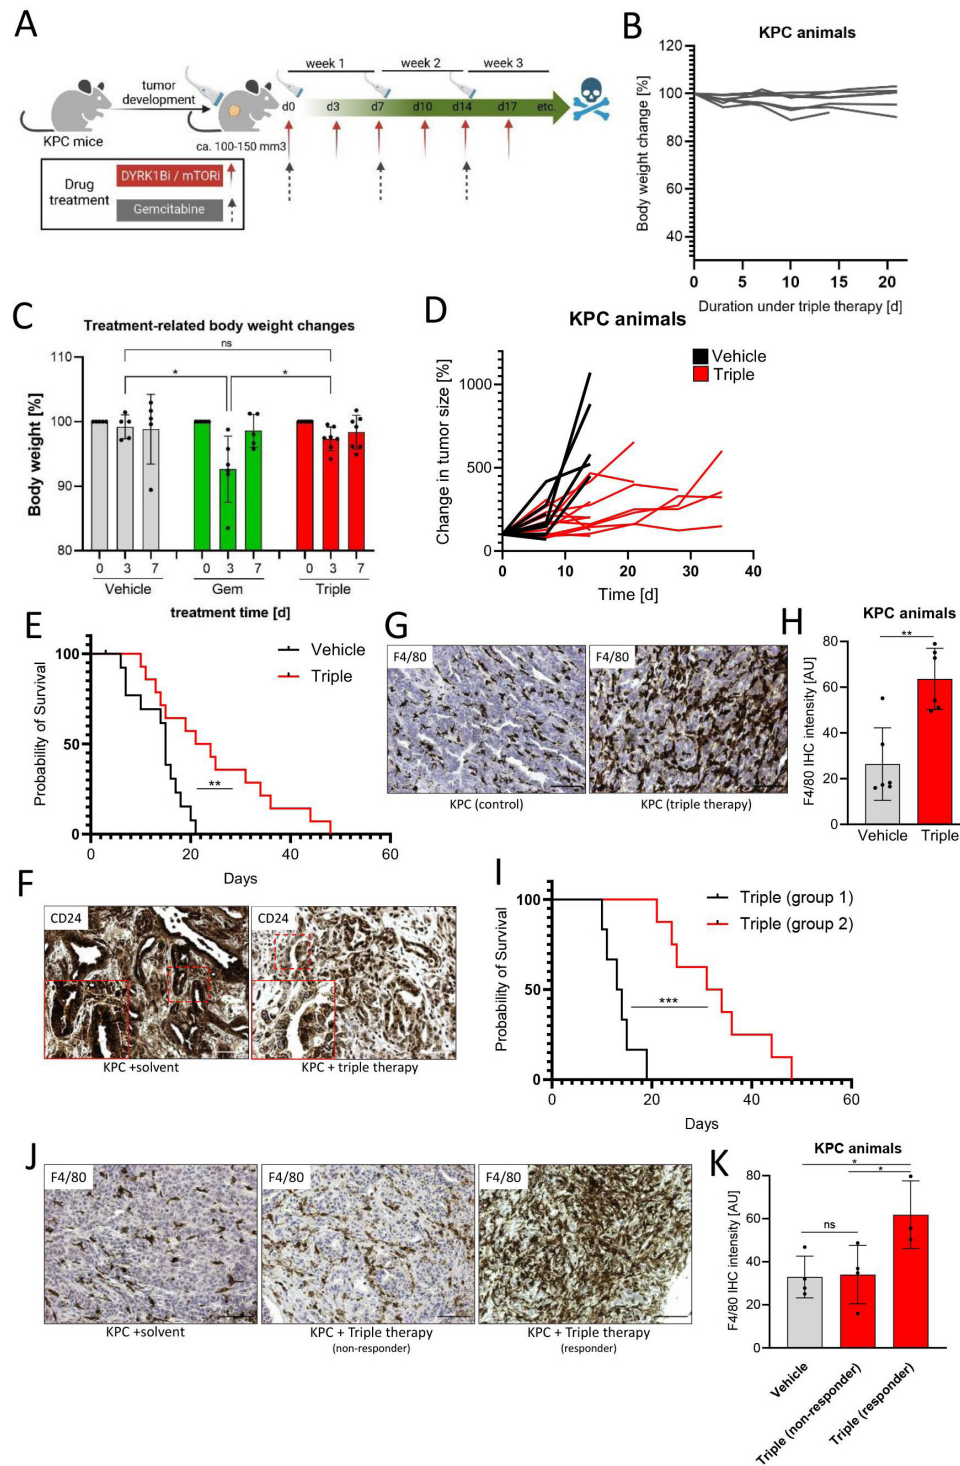 A
week 1
week 2
week 3
tumor
development
d0
d3
d7
d10
d14
d17
etc.
KPC mice
ca. 100-150 mm3
Drug
treatment
DYRK1Bi / mTORi
Gemcitabine
B
KPC animals
Body weight change [%]
120
100
80
60
40
0
5
10
15
20
Duration under triple therapy [d]
C
Treatment-related body weight changes
ns
*
*
Body weight [%]
110
100
90
80
0 3 7
0 3 7
0 3 7
Vehicle
Gem
Triple
treatment time [d]
D
KPC animals
Vehicle
Triple
Change in tumor size [%]
1000
500
0
0 10 20 30 40
Time [d]
E
Vehicle
Triple
Probability of Survival
100
50
0
**
0 20 40 60
Days
F
CD24
CD24
KPC +solvent
KPC + triple therapy
G
F4/80
F4/80
KPC (control)
KPC (triple therapy)
H
KPC animals
**
F4/80 IHC intensity [AU]
80
60
40
20
0
Vehicle
Triple
I
Triple (group 1)
Triple (group 2)
Probability of Survival
100
50
0
***
0 20 40 60
Days
J
F4/80
F4/80
F4/80
KPC +solvent
KPC + Triple therapy
(non-responder)
KPC + Triple therapy
(responder)
K
KPC animals
*
*
ns
F4/80 IHC intensity [AU]
80
60
40
20
0
Vehicle
Triple (non-responder)
Triple (responder)